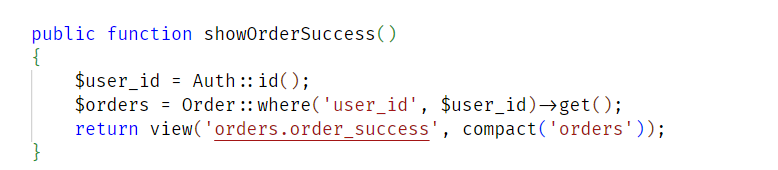 public function showOrderSuccess()
{
$user_id = Auth::id();
$orders = Order::where('user_id', $user_id)->get();
return view('orders.order_success', compact('orders'));
}